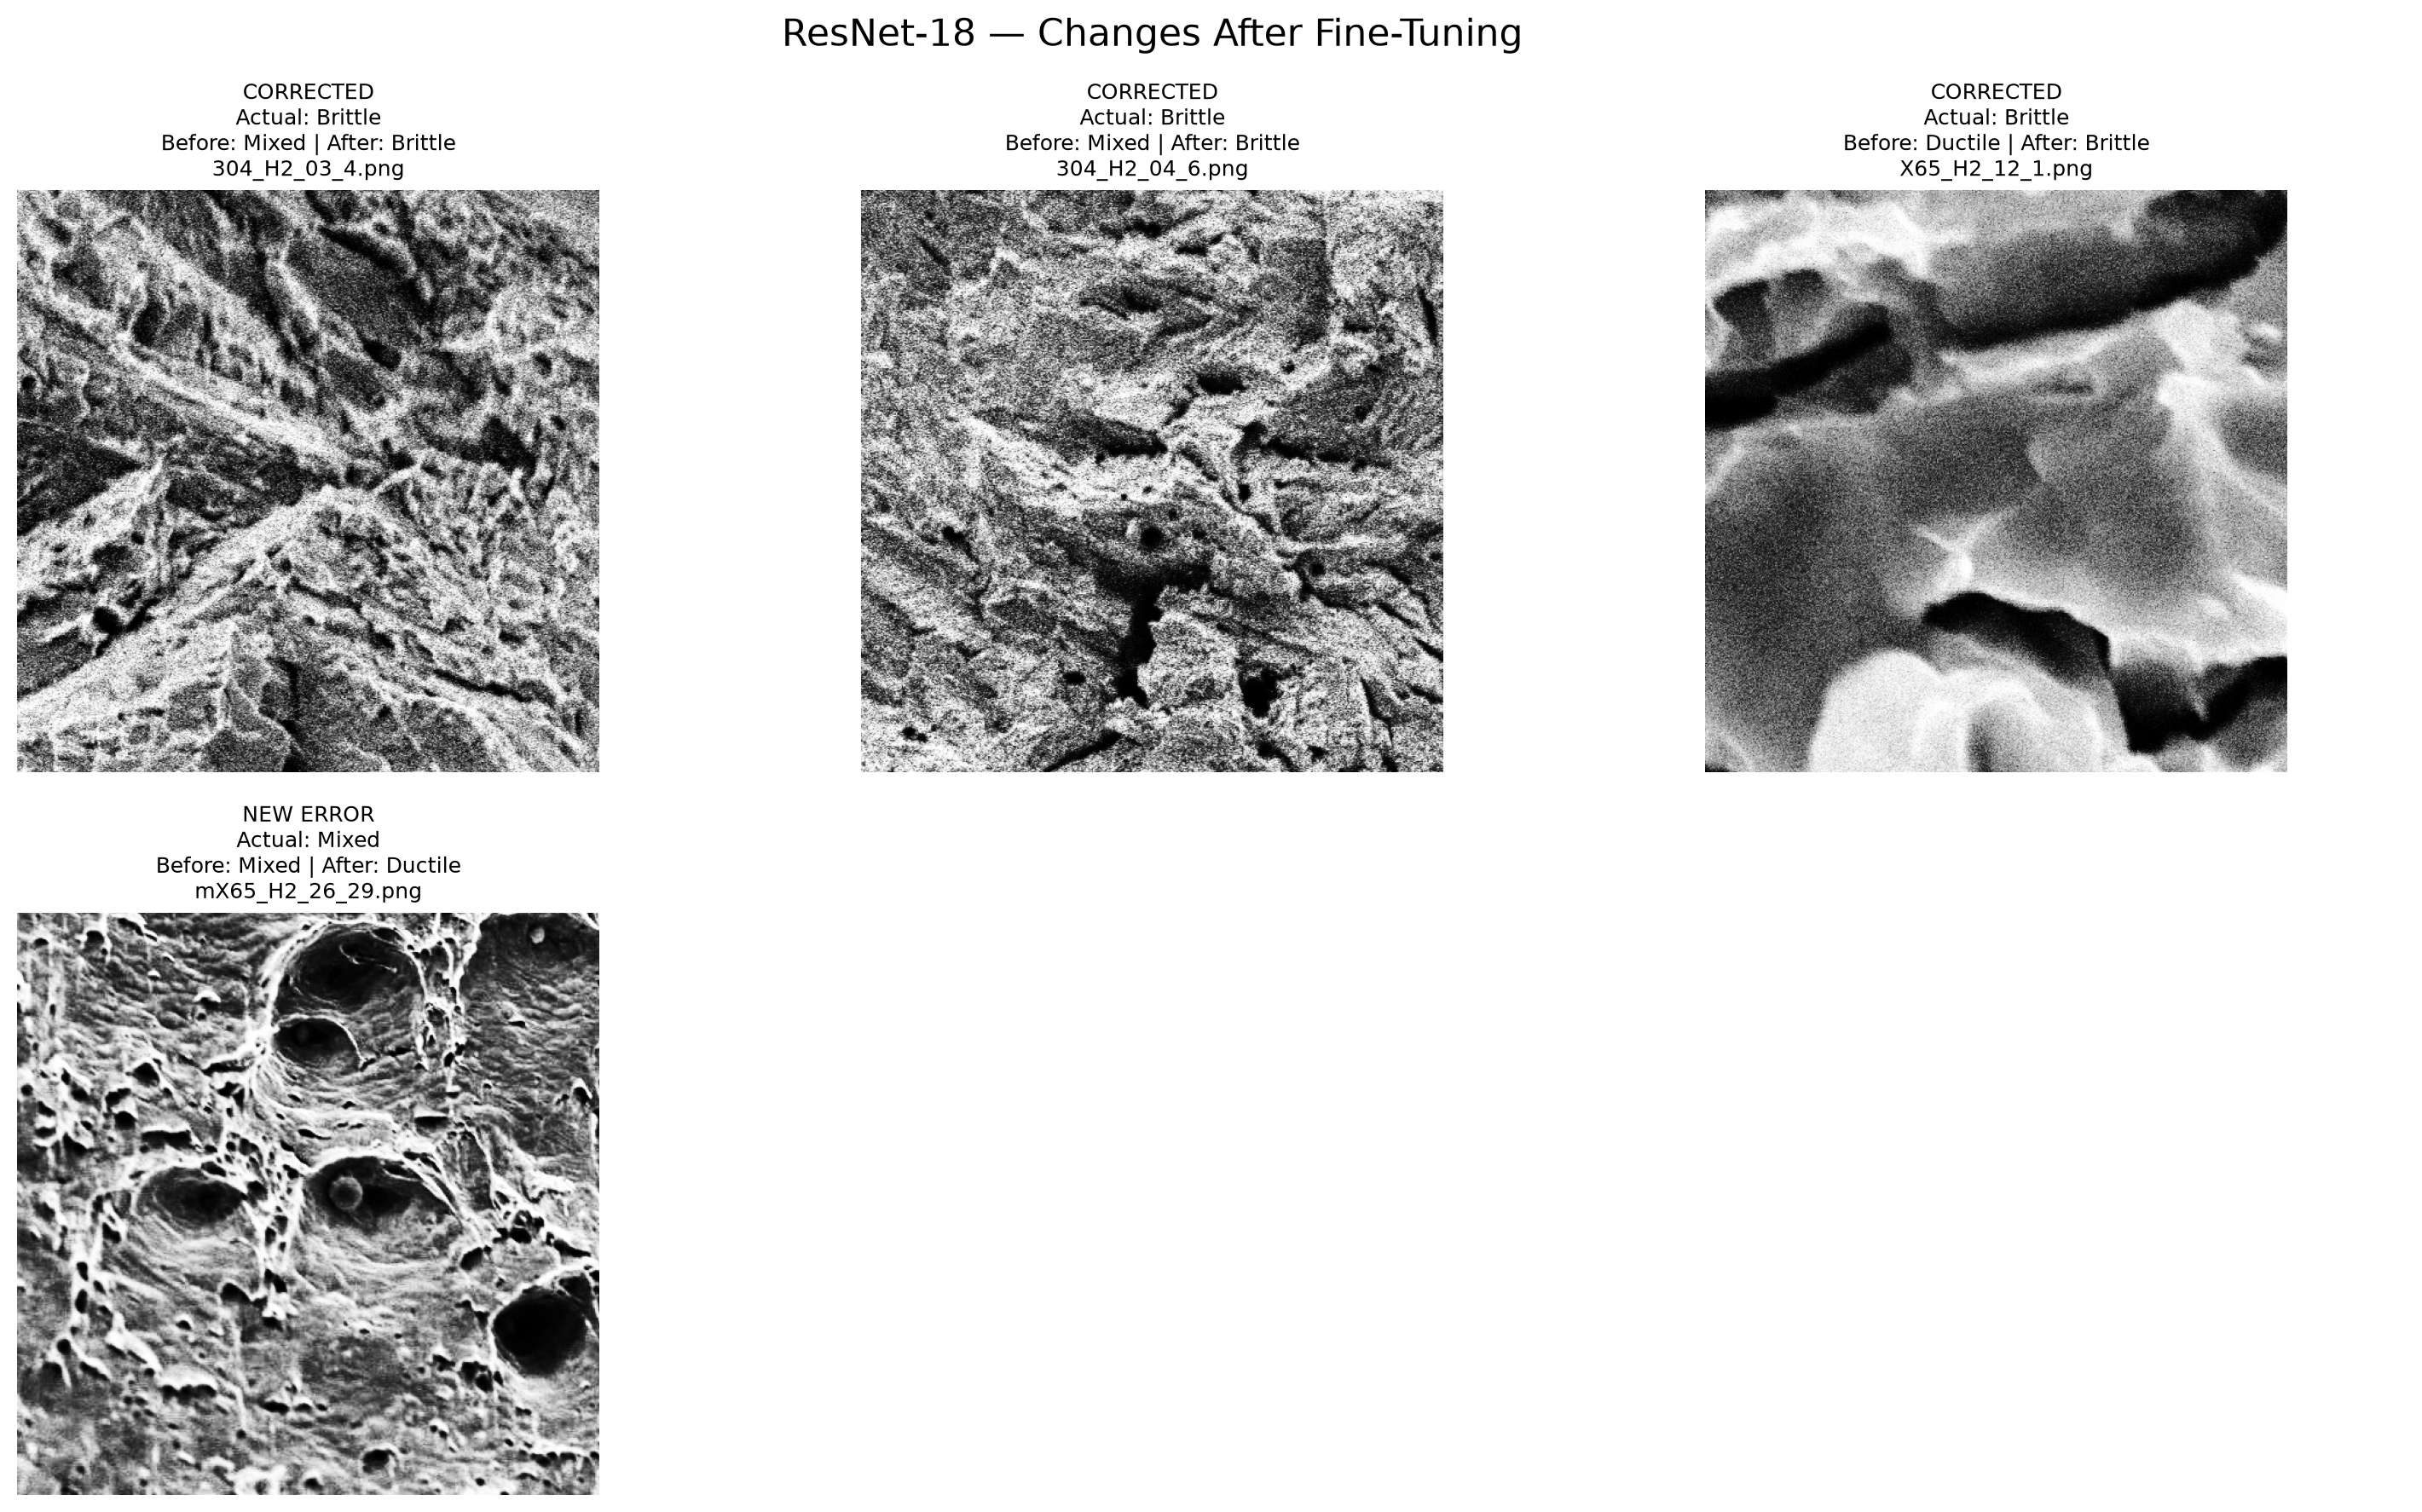 ResNet-18 — Changes After Fine-Tuning
CORRECTED
Actual: Brittle
Before: Mixed | After: Brittle
304_H2_03_4.png
CORRECTED
Actual: Brittle
Before: Mixed | After: Brittle
304_H2_04_6.png
CORRECTED
Actual: Brittle
Before: Ductile | After: Brittle
X65_H2_12_1.png
NEW ERROR
Actual: Mixed
Before: Mixed | After: Ductile
mX65_H2_26_29.png